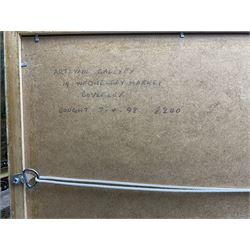 ARTISAN GALLERY
14 WEDNESDAY MARKET
BEVERLEY
BOUGHT 7-4-98 £200